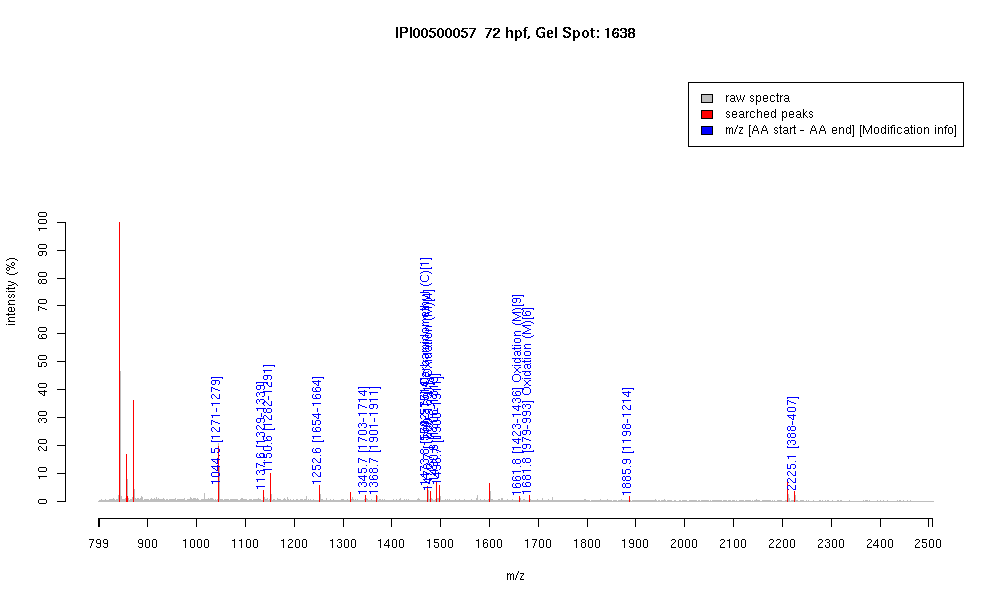 IPI00500057 72 hpf, Gel Spot: 1638
raw spectra
searched peaks
m/z [AA start - AA end] [Modification info]
intensity (%)
100
90
80
70
60
50
40
30
20
10
0
1044.5 [1271-1279]
1137.6 [1329-1339]
1150.6 [1282-1291]
1252.6 [1654-1664]
1345.7 [1703-1714]
1368.7 [1901-1911]
1661.8 [1423-1436] Oxidation (M)[9]
1681.8 [979-993] Oxidation (M)[6]
1885.9 [1198-1214]
2225.1 [388-407]
799 900 1000 1100 1200 1300 1400 1500 1600 1700 1800 1900 2000 2100 2200 2300 2400 2500
m/z